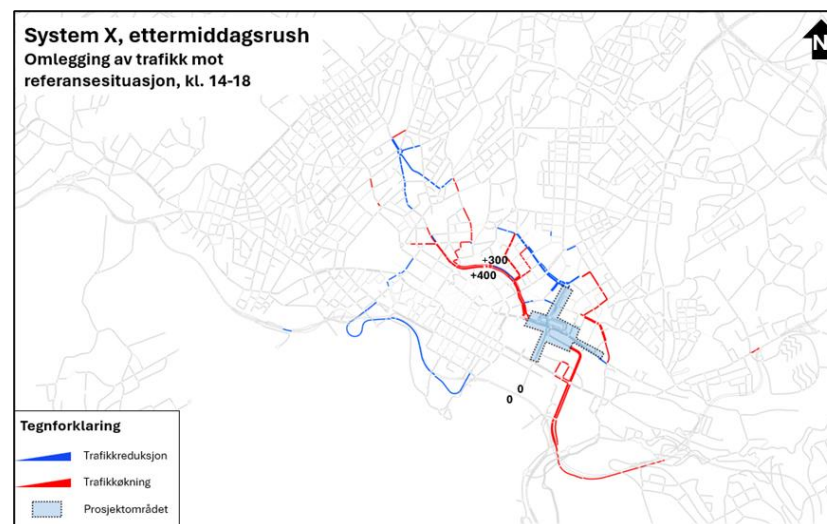 System X, ettermiddagsrush
Omlegging av trafikk mot
referansesituasjon, kl. 14-18
N
+300
+400
0
0
Tegnforklaring
Trafikkreduksjon
Trafikkøkning
Prosjektområdet